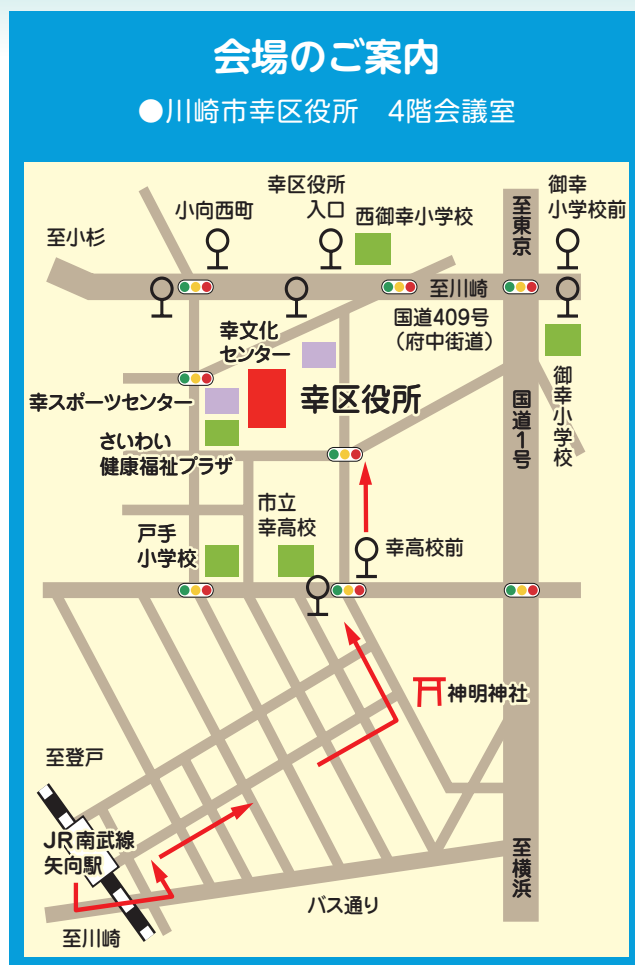 会場のご案内
●川崎市幸区役所　4階会議室
至小杉
小向西町
幸区役所
入口
西御幸小学校
至東京
御幸
小学校前
至川崎
国道409号
（府中街道）
幸文化
センター
幸スポーツセンター
幸区役所
国道1号
御幸小学校
さいわい
健康福祉プラザ
市立
幸高校
戸手
小学校
幸高校前
神明神社
至登戸
JR南武線
矢向駅
至川崎
バス通り
至横浜